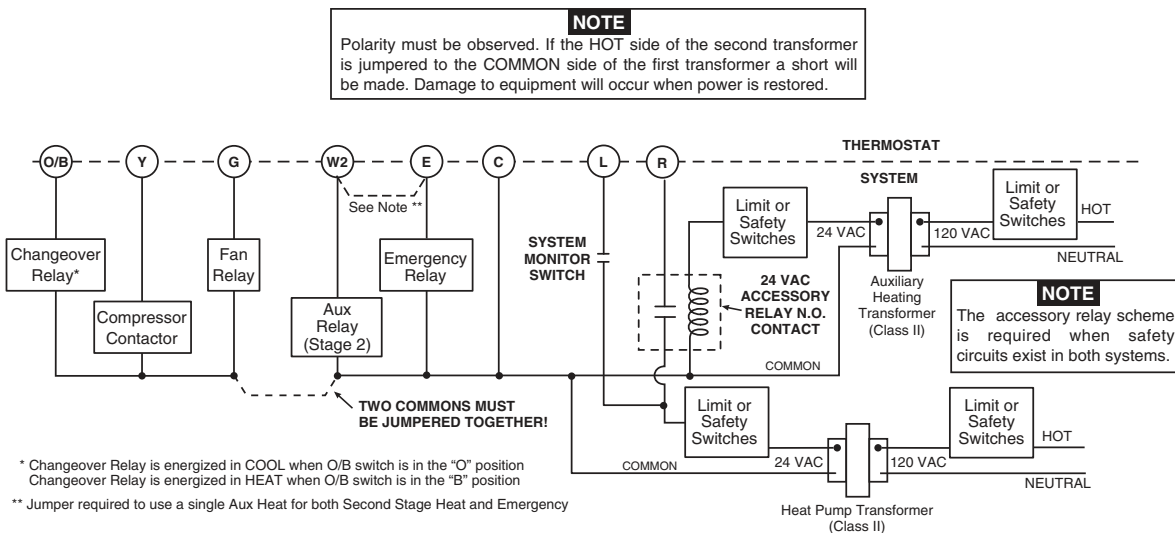 NOTE
Polarity must be observed. If the HOT side of the second transformer
is jumpered to the COMMON side of the first transformer a short will
be made. Damage to equipment will occur when power is restored.
THERMOSTAT
O/B
Y
G
W2
E
C
L
R
SYSTEM
See Note **
Limit or
Safety
Switches
24 VAC
120 VAC
Limit or
Safety
Switches
HOT
NEUTRAL
Changeover
Relay*
Fan
Relay
Emergency
Relay
SYSTEM
MONITOR
SWITCH
24 VAC
ACCESSORY
RELAY N.O.
CONTACT
Auxiliary
Heating
Transformer
(Class II)
NOTE
The accessory relay scheme
is required when safety
circuits exist in both systems.
Compressor
Contactor
Aux
Relay
(Stage 2)
COMMON
TWO COMMONS MUST
BE JUMPERED TOGETHER!
Limit or
Safety
Switches
24 VAC
120 VAC
Limit or
Safety
Switches
HOT
NEUTRAL
COMMON
Heat Pump Transformer
(Class II)
* Changeover Relay is energized in COOL when O/B switch is in the “O” position
Changeover Relay is energized in HEAT when O/B switch is in the “B” position
** Jumper required to use a single Aux Heat for both Second Stage Heat and Emergency